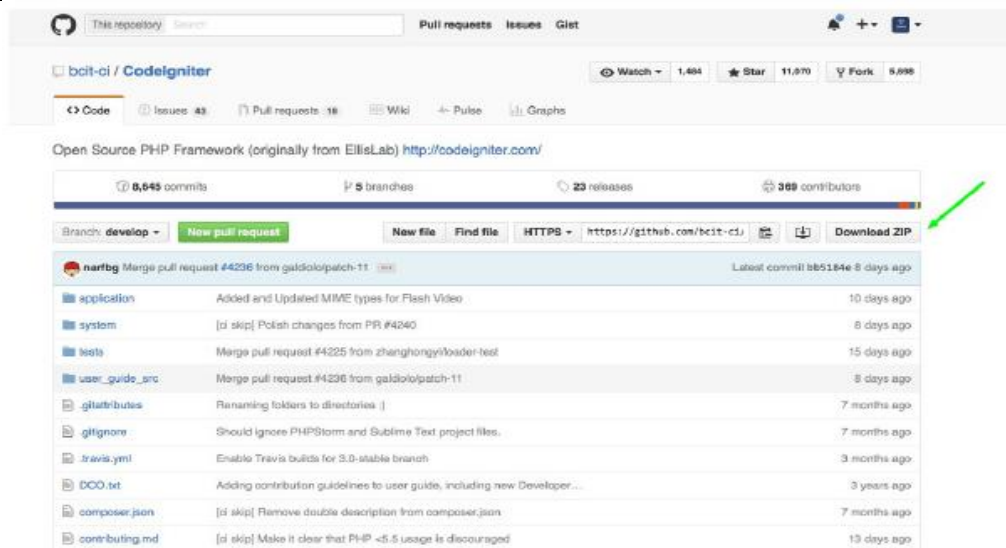 This repository Search Pull requests Issues Gist
bcit-ci / CodeIgniter Watch 1,484 Star 11,070 Fork 5,698
Code Issues 43 Pull requests 18 Wiki Pulse Graphs
Open Source PHP Framework (originally from EllisLab) http://codeigniter.com/
8,645 commits 5 branches 23 releases 369 contributors
Branch: develop New pull request New file Find file HTTPS https://github.com/bcit-ci/ Download ZIP
narfbg Merge pull request #4236 from galdiolo/patch-11 Latest commit bb5184e 8 days ago
application Added and Updated MIME types for Flash Video 10 days ago
system [ci skip] Polish changes from PR #4240 8 days ago
tests Merge pull request #4225 from zhanghongyi/loader-test 15 days ago
user_guide_src Merge pull request #4236 from galdiolo/patch-11 8 days ago
.gitattributes Renaming folders to directories :) 7 months ago
.gitignore Should ignore PHPStorm and Sublime Text project files. 7 months ago
.travis.yml Enable Travis builds for 3.0-stable branch 3 months ago
DCO.txt Adding contribution guidelines to user guide, including new Developer... 3 years ago
composer.json [ci skip] Remove double description from composer.json 7 months ago
contributing.md [ci skip] Make it clear that PHP <5.5 usage is discouraged 13 days ago